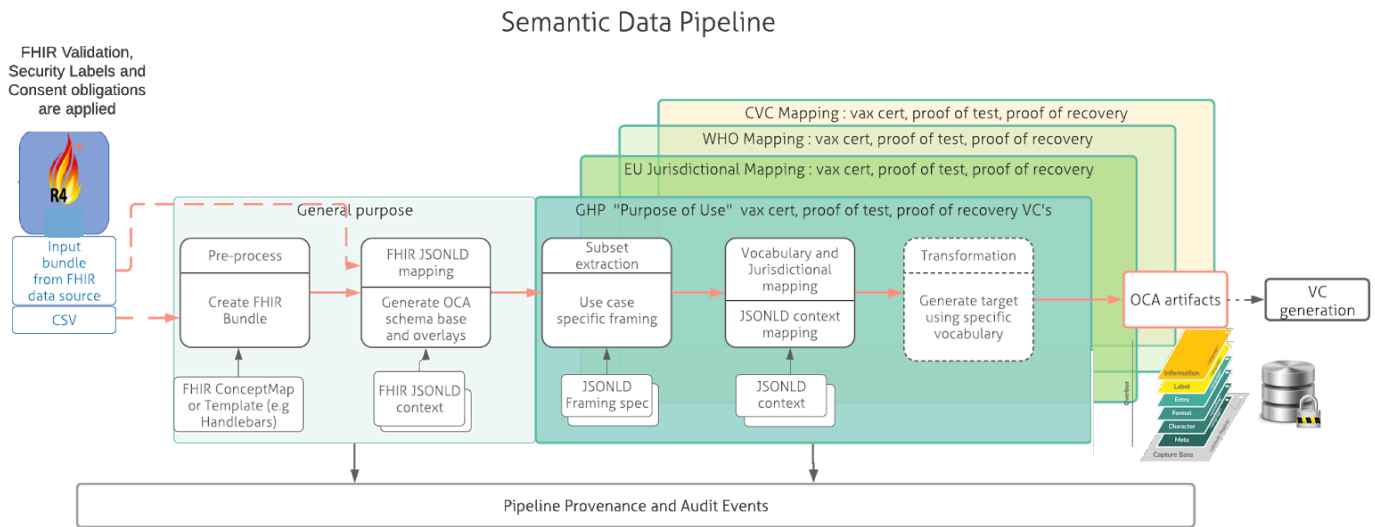 Semantic Data Pipeline
FHIR Validation,
Security Labels and
Consent obligations
are applied
R4
Input
bundle
from FHIR
data source
CSV
CVC Mapping : vax cert, proof of test, proof of recovery
WHO Mapping : vax cert, proof of test, proof of recovery
EU Jurisdictional Mapping : vax cert, proof of test, proof of recovery
General purpose
GHP "Purpose of Use" vax cert, proof of test, proof of recovery VC's
Pre-process
Create FHIR
Bundle
FHIR JSONLD
mapping
Generate OCA
schema base
and overlays
Subset
extraction
Use case
specific framing
Vocabulary and
Jurisdictional
mapping
JSONLD context
mapping
Transformation
Generate target
using specific
vocabulary
OCA artifacts
VC
generation
FHIR ConceptMap
or Template (e.g
Handlebars)
FHIR JSONLD
context
JSONLD
Framing spec
JSONLD
context
Overlays
Information
Label
Entry
Format
Character
Meta
Capture Base
Pipeline Provenance and Audit Events